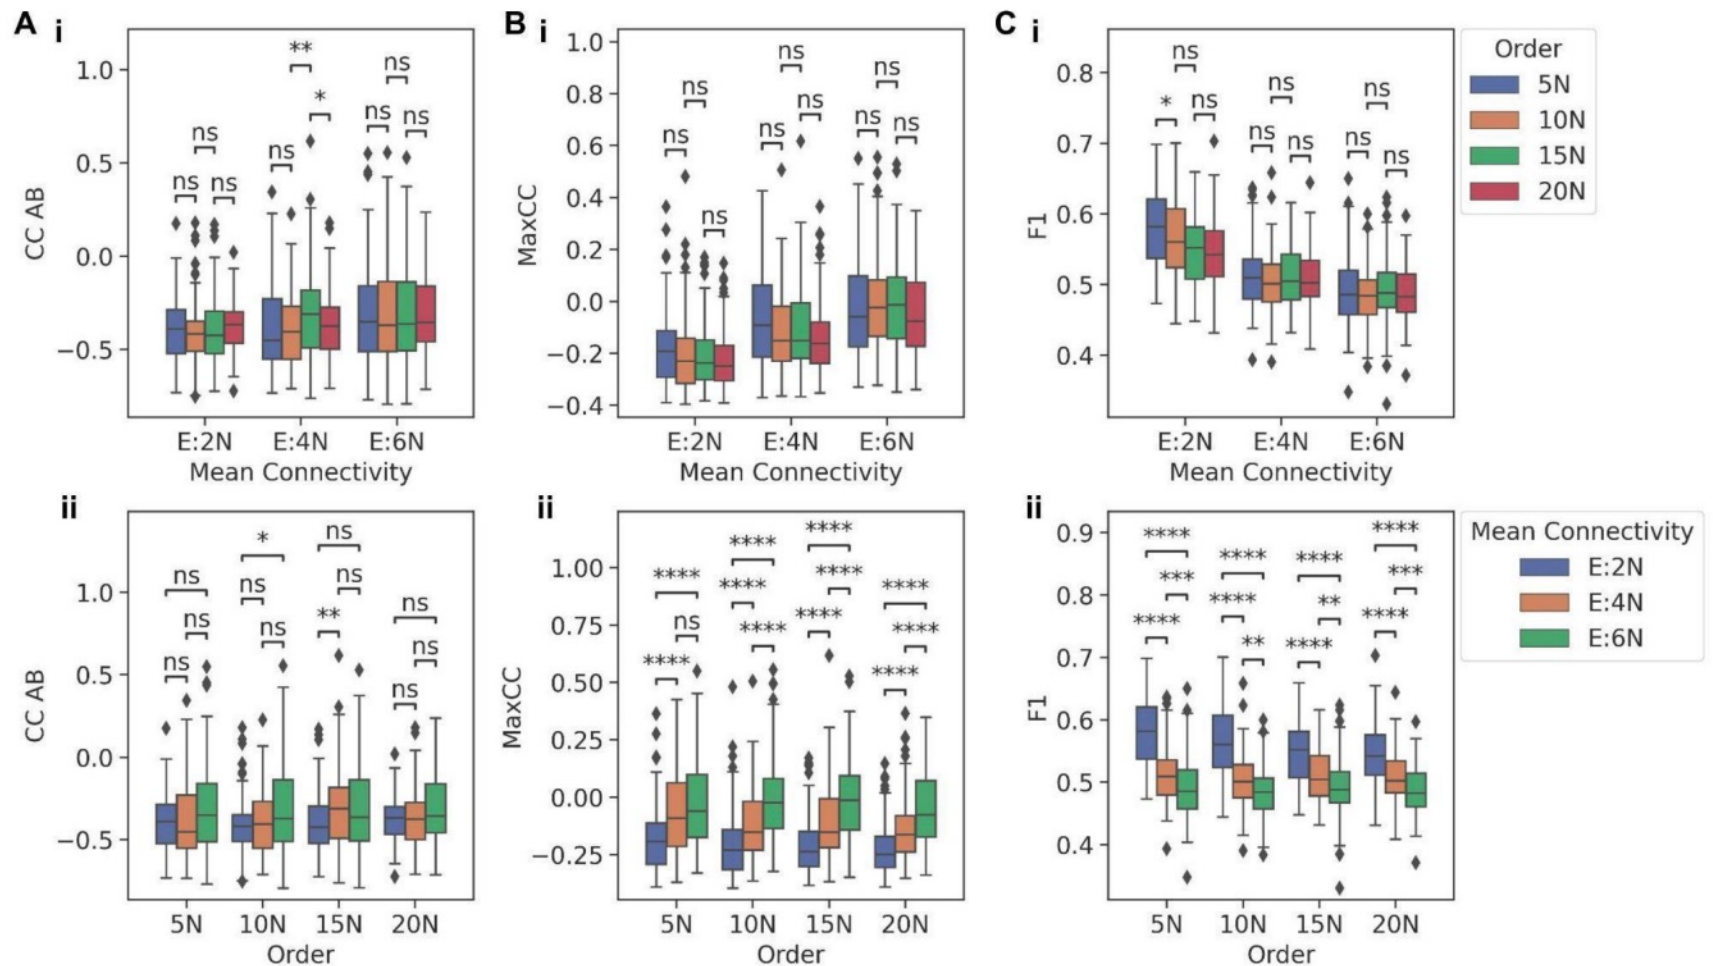 A i
**
ns
*
ns
ns
ns
ns
ns
ns
ns
1.0
0.5
0.0
−0.5
CC AB
E:2N E:4N E:6N
Mean Connectivity
B i
ns
ns
ns
ns
ns
ns
ns
ns
ns
1.0
0.8
0.6
0.4
0.2
0.0
−0.2
−0.4
MaxCC
E:2N E:4N E:6N
Mean Connectivity
C i
ns
*
ns
ns
ns
ns
ns
ns
ns
0.8
0.7
0.6
0.5
0.4
F1
E:2N E:4N E:6N
Mean Connectivity
Order
5N
10N
15N
20N
ii
ns
ns
ns
*
ns
ns
ns
ns
**
ns
ns
ns
1.0
0.5
0.0
−0.5
CC AB
5N 10N 15N 20N
Order
ii
****
ns
****
****
****
****
****
****
****
****
****
****
1.00
0.75
0.50
0.25
0.00
−0.25
MaxCC
5N 10N 15N 20N
Order
ii
****
***
****
****
****
**
****
**
****
****
***
****
0.9
0.8
0.7
0.6
0.5
0.4
F1
5N 10N 15N 20N
Order
Mean Connectivity
E:2N
E:4N
E:6N